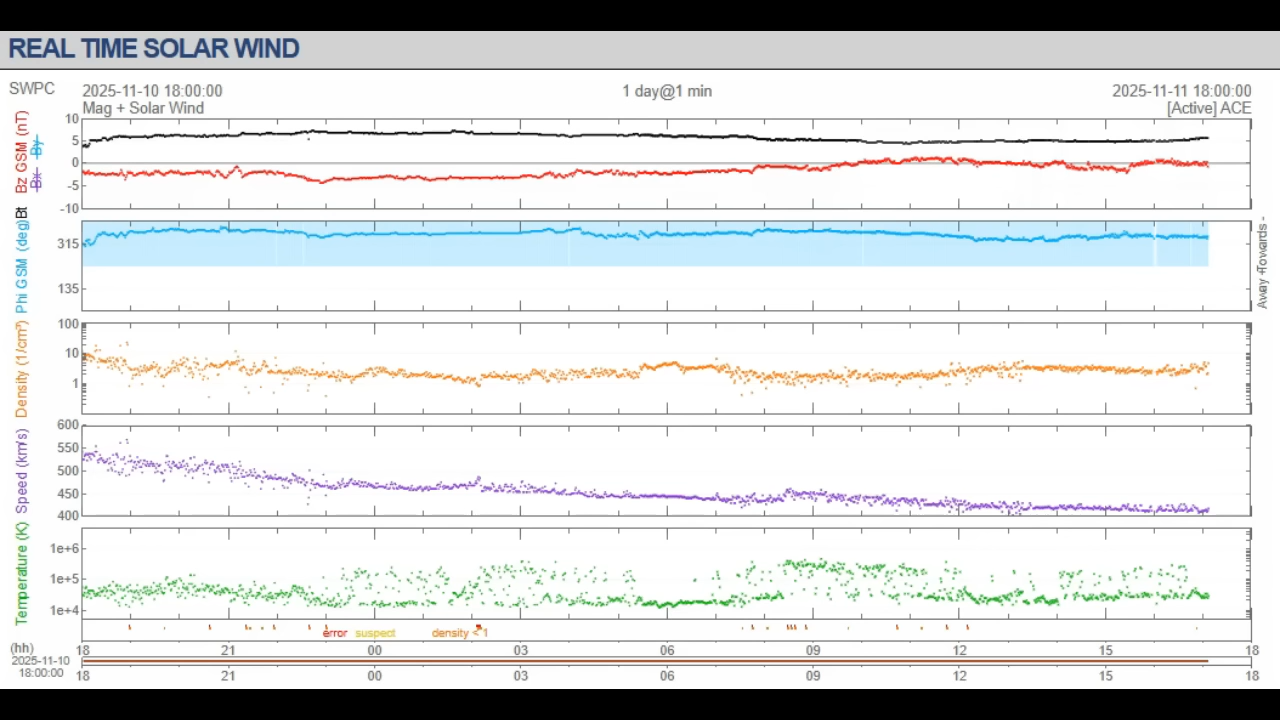 REAL TIME SOLAR WIND
SWPC
2025-11-10 18:00:00
1 day@1 min
2025-11-11 18:00:00
Mag + Solar Wind
[Active] ACE
Bt Bz GSM (nT)
Bx By
10
5
0
-5
-10
Phi GSM (deg)
315
135
Away + Towards -
Density (1/cm³)
100
10
1
Speed (km/s)
600
550
500
450
400
Temperature (K)
1e+6
1e+5
1e+4
error suspect density < 1
(hh)
18 21 00 03 06 09 12 15 18
2025-11-10
18:00:00
18 21 00 03 06 09 12 15 18